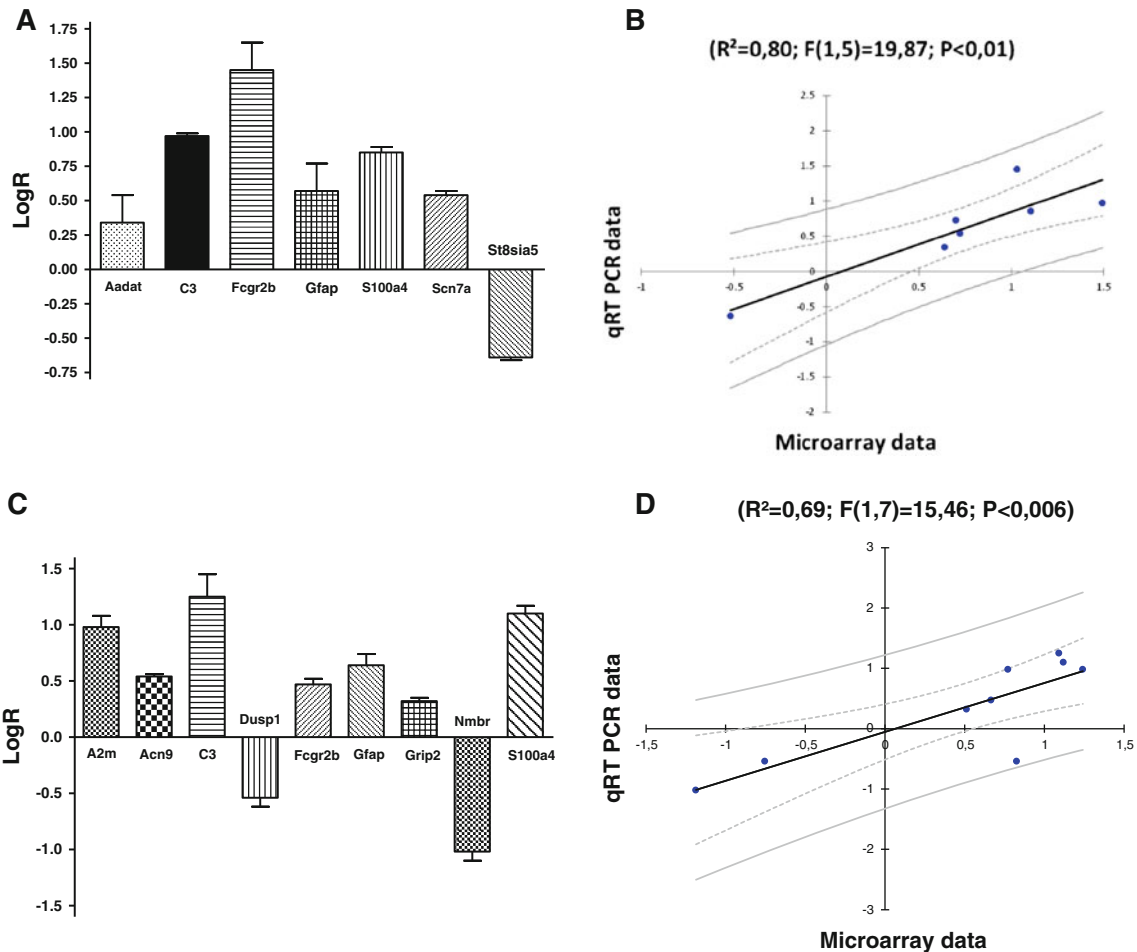 A
1.75
1.50
1.25
1.00
0.75
0.50
0.25
0.00
-0.25
-0.50
-0.75
LogR
Aadat
C3
Fcgr2b
Gfap
S100a4
Scn7a
St8sia5
B
(R²=0,80; F(1,5)=19,87; P<0,01)
2.5
2
1.5
1
0.5
0
-0.5
-1
-1.5
-2
-1
-0.5
0
0.5
1
1.5
qRT PCR data
Microarray data
C
1.5
1.0
0.5
0.0
-0.5
-1.0
-1.5
LogR
A2m
Acn9
C3
Dusp1
Fcgr2b
Gfap
Grip2
Nmbr
S100a4
D
(R²=0,69; F(1,7)=15,46; P<0,006)
3
2
1
0
-1
-2
-3
-1,5
-1
-0,5
0
0,5
1
1,5
qRT PCR data
Microarray data